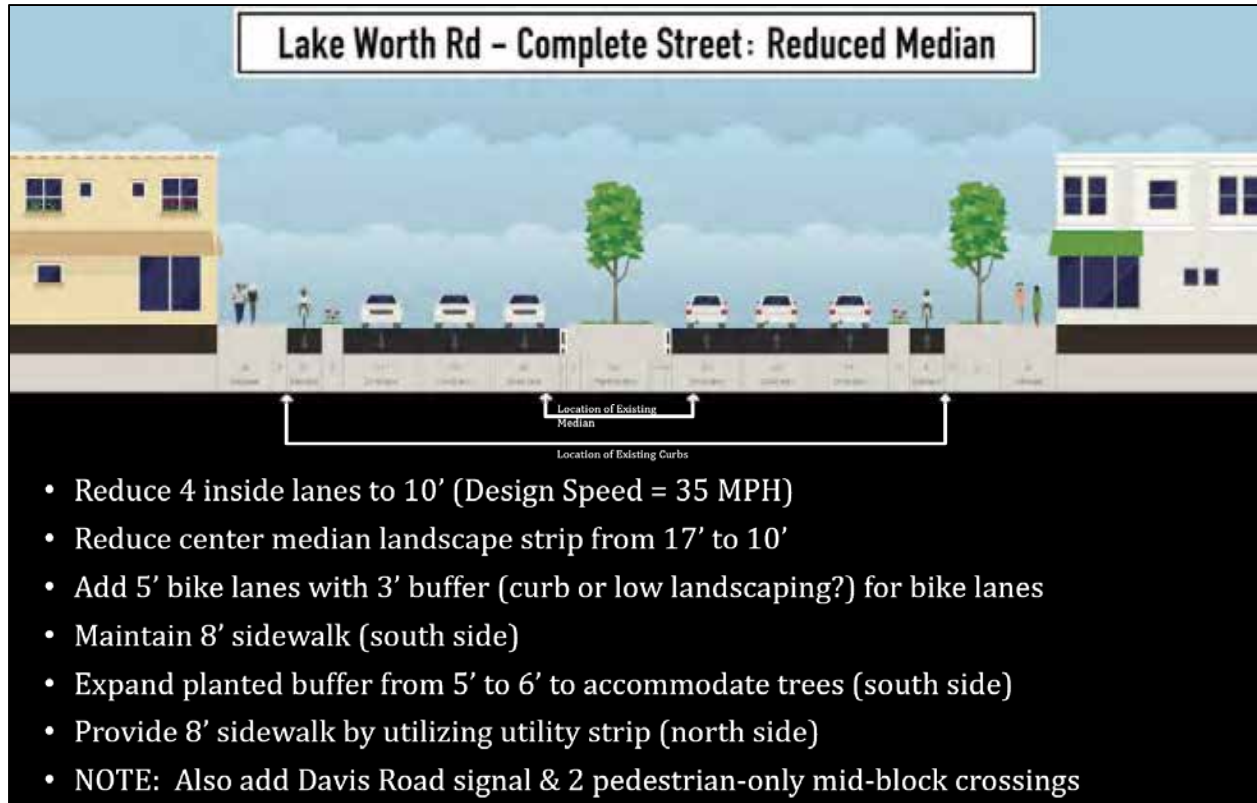 Lake Worth Rd – Complete Street: Reduced Median
Location of Existing
Median
Location of Existing Curbs
• Reduce 4 inside lanes to 10’ (Design Speed = 35 MPH)
• Reduce center median landscape strip from 17’ to 10’
• Add 5’ bike lanes with 3’ buffer (curb or low landscaping?) for bike lanes
• Maintain 8’ sidewalk (south side)
• Expand planted buffer from 5’ to 6’ to accommodate trees (south side)
• Provide 8’ sidewalk by utilizing utility strip (north side)
• NOTE: Also add Davis Road signal & 2 pedestrian-only mid-block crossings